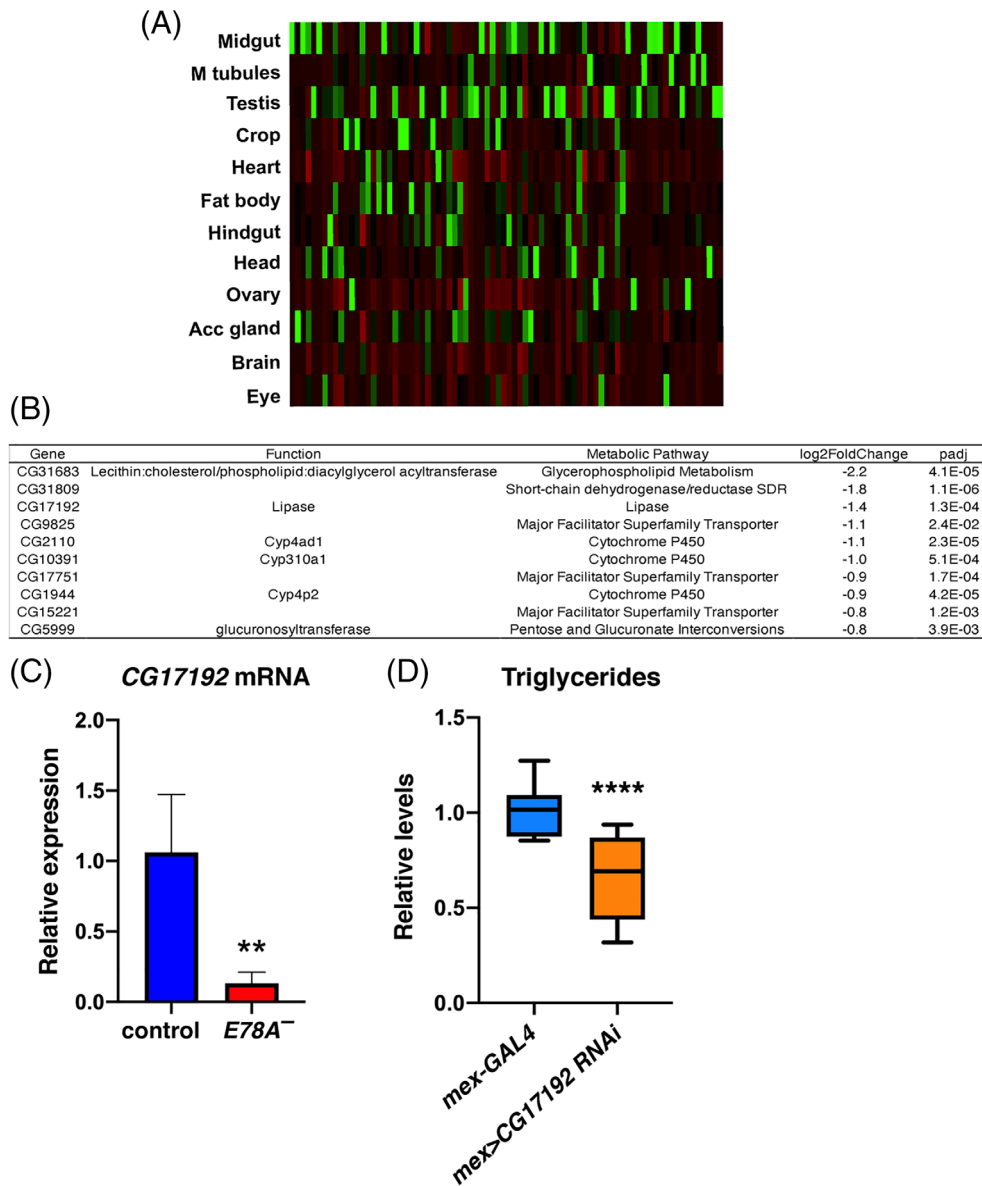 (A)
Midgut
M tubules
Testis
Crop
Heart
Fat body
Hindgut
Head
Ovary
Acc gland
Brain
Eye
(B)
Gene Function Metabolic Pathway log2FoldChange padj
CG31683 Lecithin:cholesterol/phospholipid:diacylglycerol acyltransferase Glycerophospholipid Metabolism -2.2 4.1E-05
CG31809 Short-chain dehydrogenase/reductase SDR -1.8 1.1E-06
CG17192 Lipase Lipase -1.4 1.3E-04
CG9825 Major Facilitator Superfamily Transporter -1.1 2.4E-02
CG2110 Cyp4ad1 Cytochrome P450 -1.1 2.3E-05
CG10391 Cyp310a1 Cytochrome P450 -1.0 5.1E-04
CG17751 Major Facilitator Superfamily Transporter -0.9 1.7E-04
CG1944 Cyp4p2 Cytochrome P450 -0.9 4.2E-05
CG15221 Major Facilitator Superfamily Transporter -0.8 1.2E-03
CG5999 glucuronosyltransferase Pentose and Glucuronate Interconversions -0.8 3.9E-03
(C)
CG17192 mRNA
Relative expression
2.0
1.5
1.0
0.5
0.0
**
control
E78A⁻
(D)
Triglycerides
Relative levels
1.5
1.0
0.5
0.0
****
mex-GAL4
mex>CG17192 RNAi